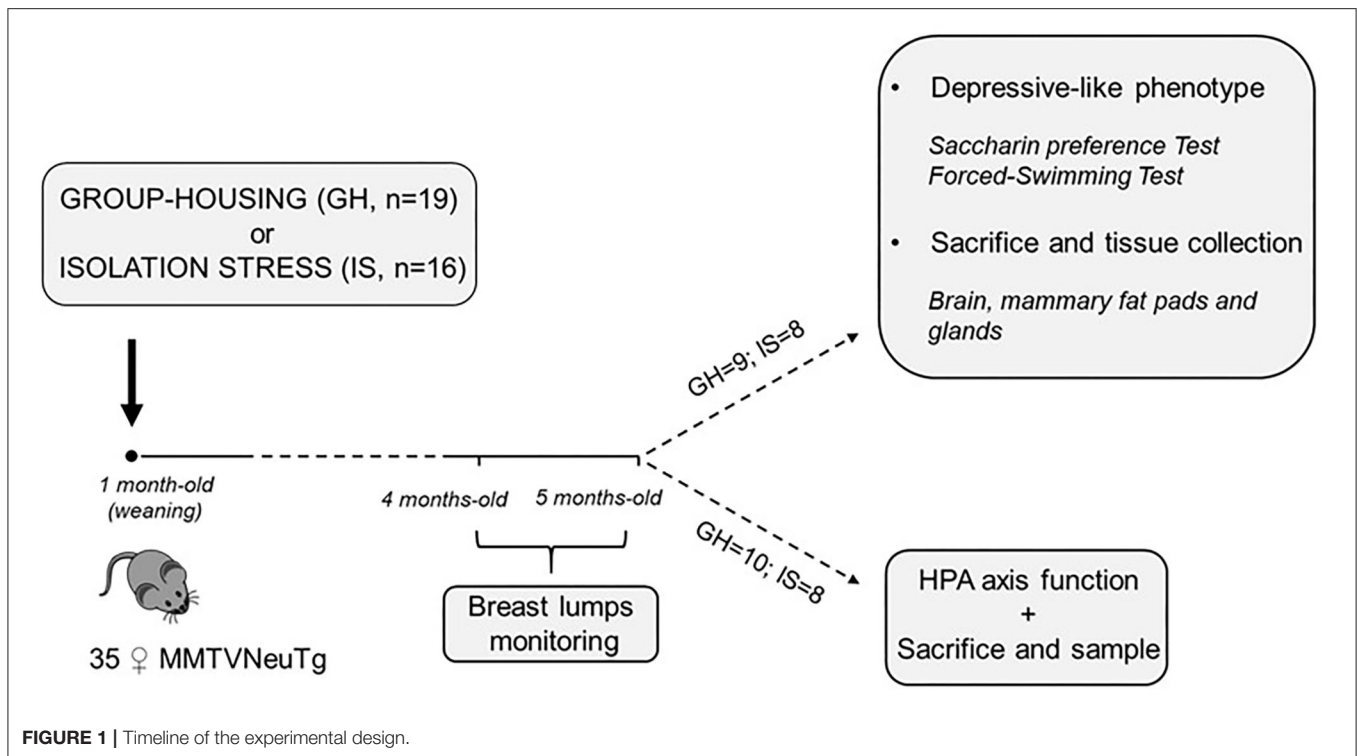 GROUP-HOUSING (GH, n=19)
or
ISOLATION STRESS (IS, n=16)
1 month-old
(weaning)
35 ♀ MMTVNeuTg
4 months-old
5 months-old
Breast lumps
monitoring
GH=9; IS=8
• Depressive-like phenotype
Saccharin preference Test
Forced-Swimming Test
• Sacrifice and tissue collection
Brain, mammary fat pads and
glands
GH=10; IS=8
HPA axis function
+
Sacrifice and sample
FIGURE 1 | Timeline of the experimental design.